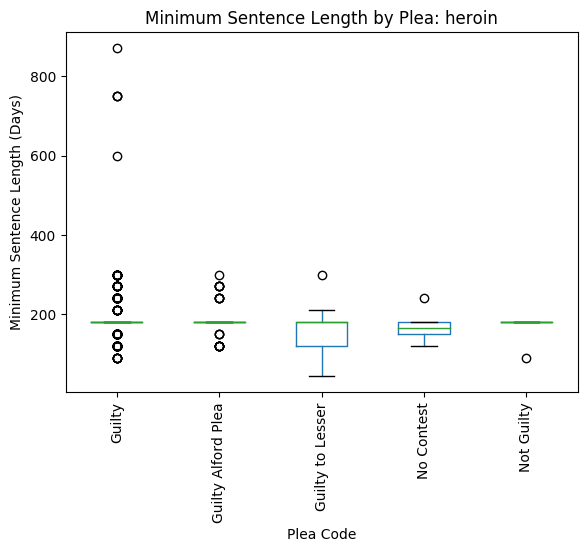 Minimum Sentence Length by Plea: heroin
Minimum Sentence Length (Days)
800
600
400
200
Guilty
Guilty Alford Plea
Guilty to Lesser
No Contest
Not Guilty
Plea Code